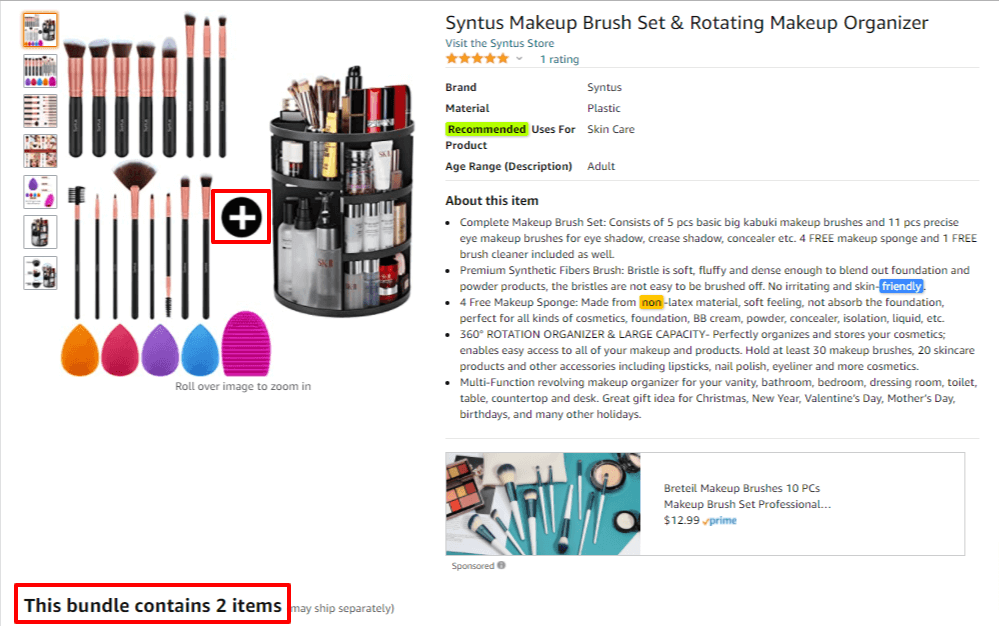 Syntus Makeup Brush Set & Rotating Makeup Organizer
Visit the Syntus Store
1 rating
Brand Syntus
Material Plastic
Recommended Uses For Product Skin Care
Age Range (Description) Adult
About this item
Complete Makeup Brush Set: Consists of 5 pcs basic big kabuki makeup brushes and 11 pcs precise
eye makeup brushes for eye shadow, crease shadow, concealer etc. 4 FREE makeup sponge and 1 FREE
brush cleaner included as well.
Premium Synthetic Fibers Brush: Bristle is soft, fluffy and dense enough to blend out foundation and
powder products, the bristles are not easy to be brushed off. No irritating and skin-friendly.
4 Free Makeup Sponge: Made from non-latex material, soft feeling, not absorb the foundation,
perfect for all kinds of cosmetics, foundation, BB cream, powder, concealer, isolation, liquid, etc.
360° ROTATION ORGANIZER & LARGE CAPACITY- Perfectly organizes and stores your cosmetics;
enables easy access to all of your makeup and products. Hold at least 30 makeup brushes, 20 skincare
products and other accessories including lipsticks, nail polish, eyeliner and more cosmetics.
Multi-Function revolving makeup organizer for your vanity, bathroom, bedroom, dressing room, toilet,
table, countertop and desk. Great gift idea for Christmas, New Year, Valentine's Day, Mother's Day,
birthdays, and many other holidays.
Roll over image to zoom in
Breteil Makeup Brushes 10 PCs
Makeup Brush Set Professional...
$12.99 prime
Sponsored
This bundle contains 2 items may ship separately)